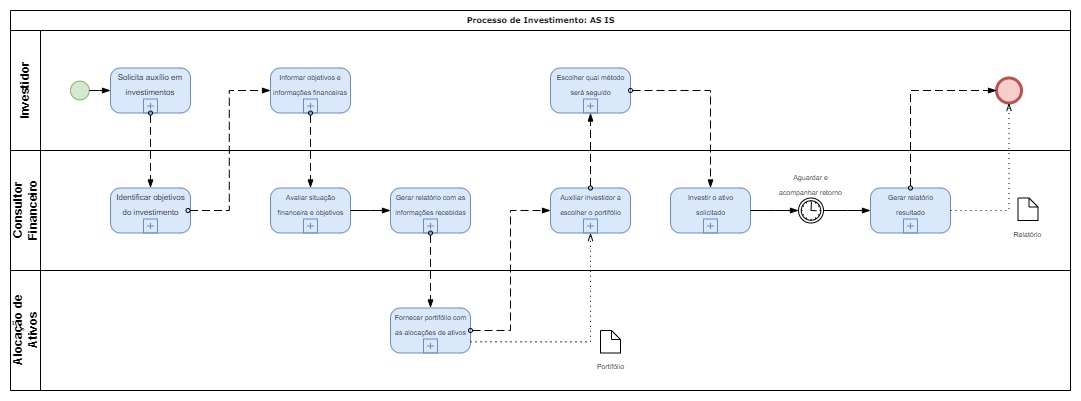 Processo de Investimento: AS IS
Investidor
Solicita auxílio em
investimentos
Informar objetivos e
informações financeiras
Escolher qual método
será seguido
Consultor
Financeiro
Identificar objetivos
do investimento
Avaliar situação
financeira e objetivos
Gerar relatório com as
informações recebidas
Auxiliar investidor a
escolher o portifólio
Investir o ativo
solicitado
Aguardar e
acompanhar retorno
Gerar relatório
resultado
Relatório
Alocação de
Ativos
Fornecer portifólio com
as alocações de ativos
Portifólio